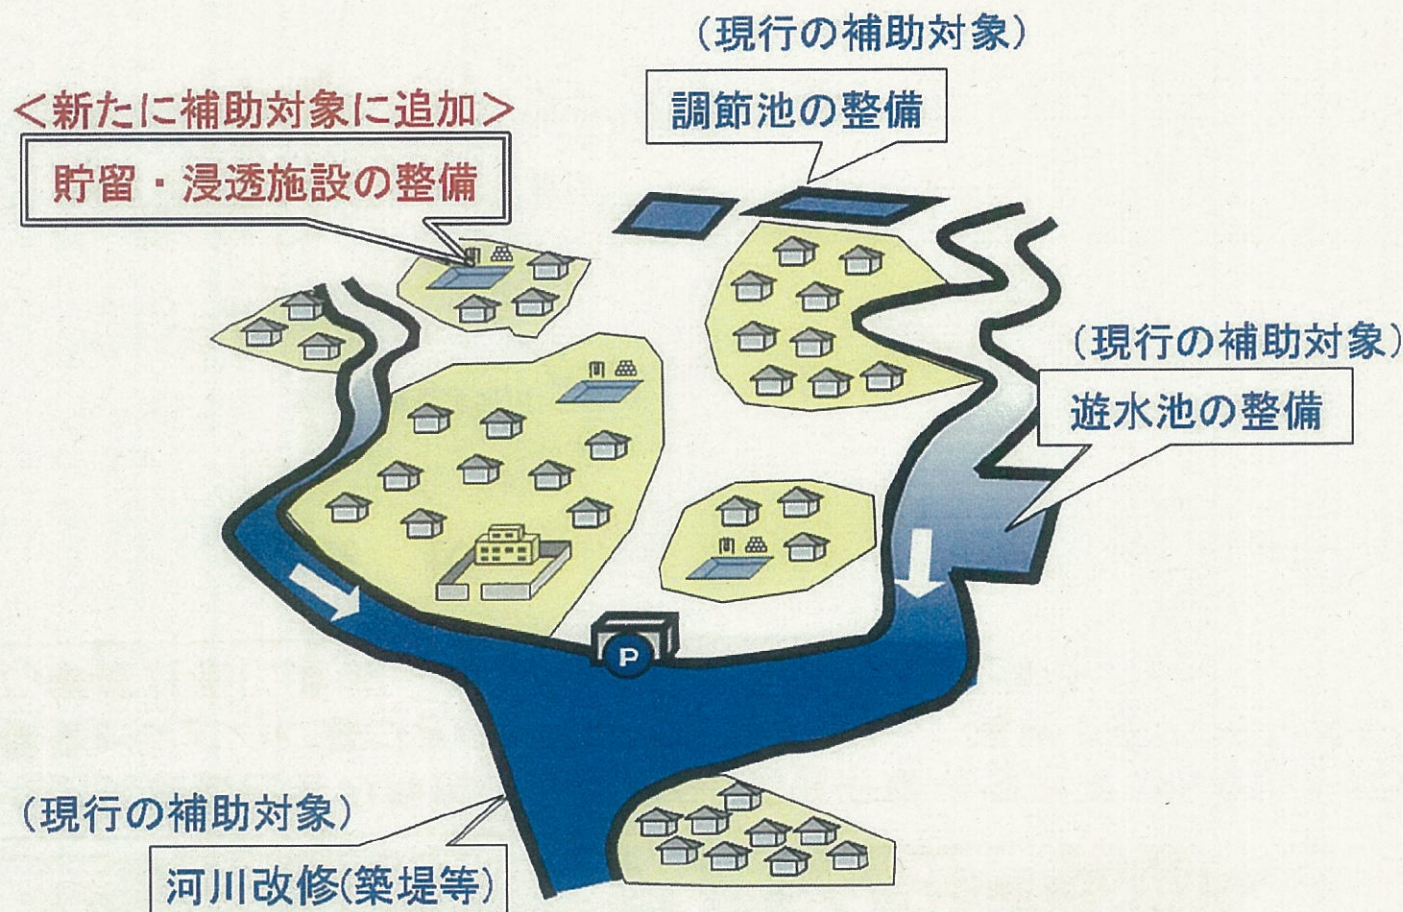 (現行の補助対象)
調節池の整備
<新たに補助対象に追加>
貯留・浸透施設の整備
(現行の補助対象)
遊水池の整備
P
(現行の補助対象)
河川改修(築堤等)